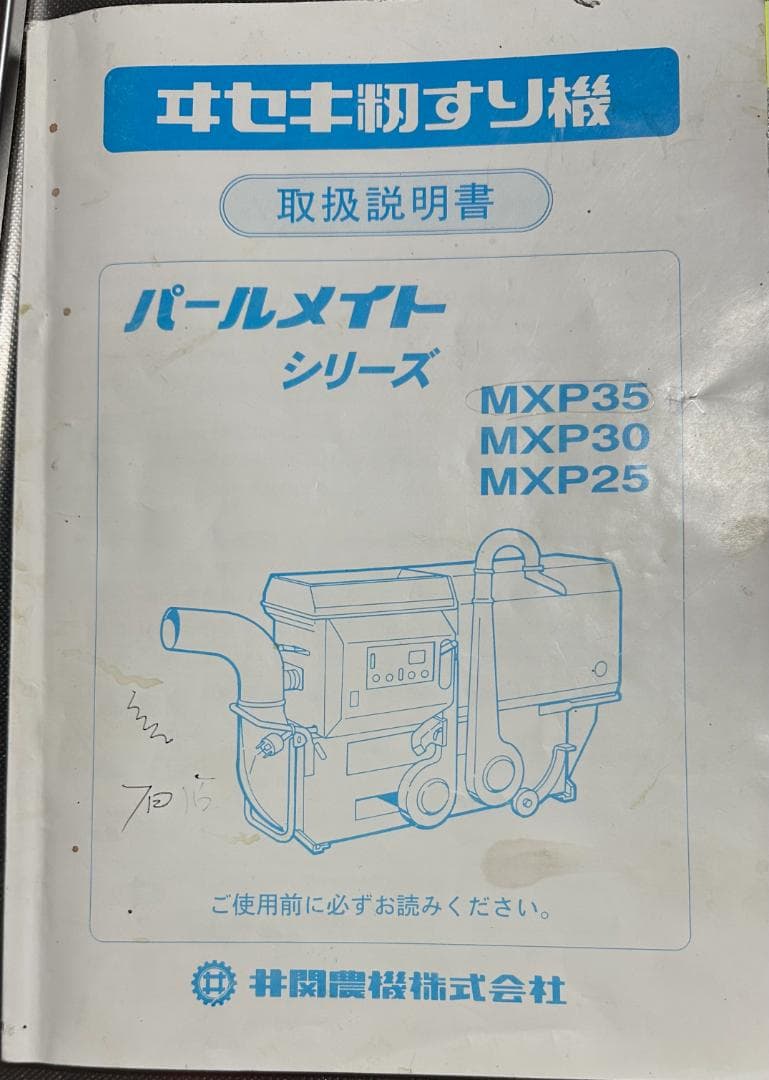 ヰセキ籾すり機
取扱説明書
パールメイト
シリーズ
MXP35
MXP30
MXP25
ご使用前に必ずお読みください。
井関農機株式会社